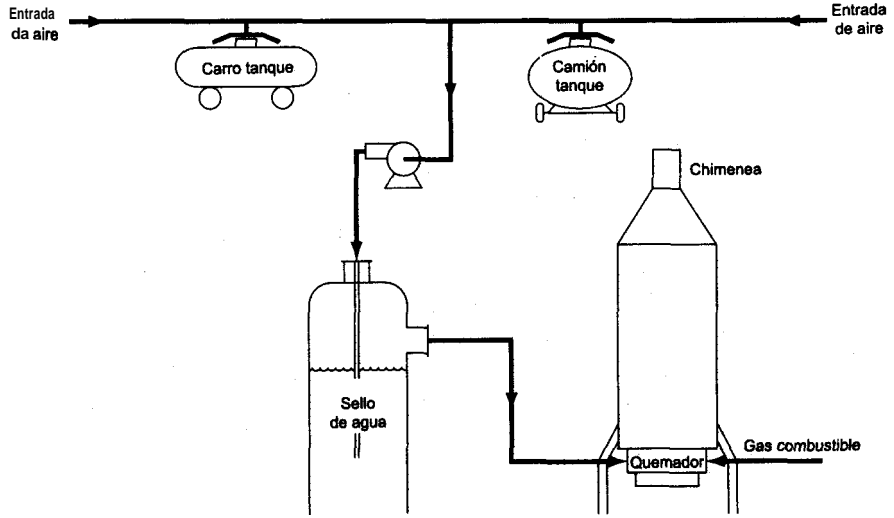 Entrada
da aire
Entrada
de aire
Carro tanque
Camión
tanque
Chimenea
Sello
de agua
Gas combustible
Quemador